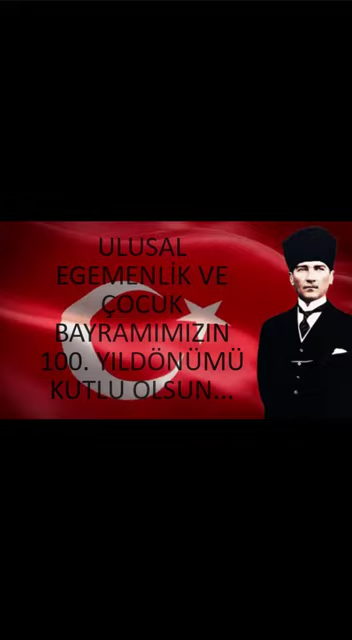 ULUSAL
EGEMENLİK VE
ÇOCUK
BAYRAMIMIZIN
100. YILDÖNÜMÜ
KUTLU OLSUN...